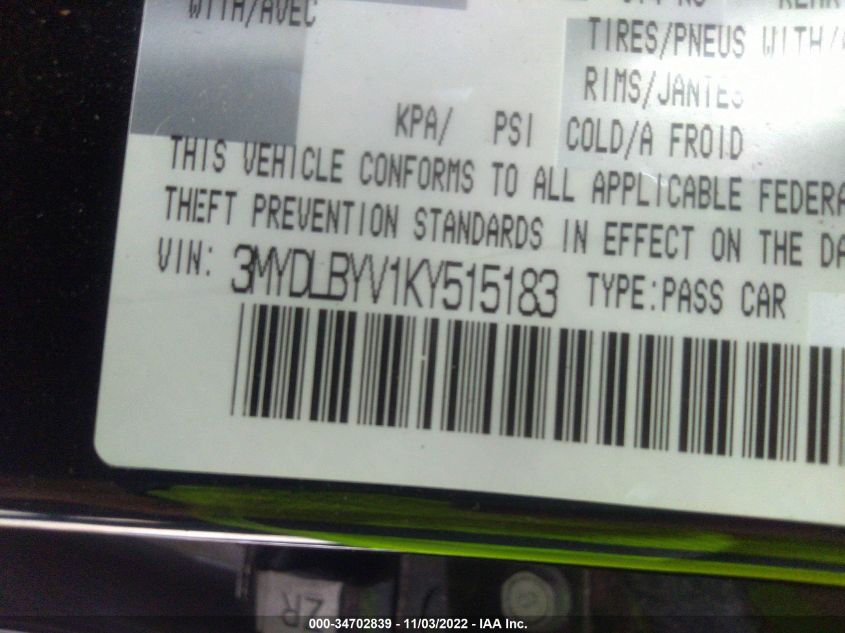 WITH/AVEC
TIRES/PNEUS WITH/
RIMS/JANTES
KPA/ PSI COLD/A FROID
THIS VEHICLE CONFORMS TO ALL APPLICABLE FEDERA
THEFT PREVENTION STANDARDS IN EFFECT ON THE DA
VIN: 3MYDLBYV1KY515183 TYPE:PASS CAR
ZR
000-34702839 - 11/03/2022 - IAA Inc.